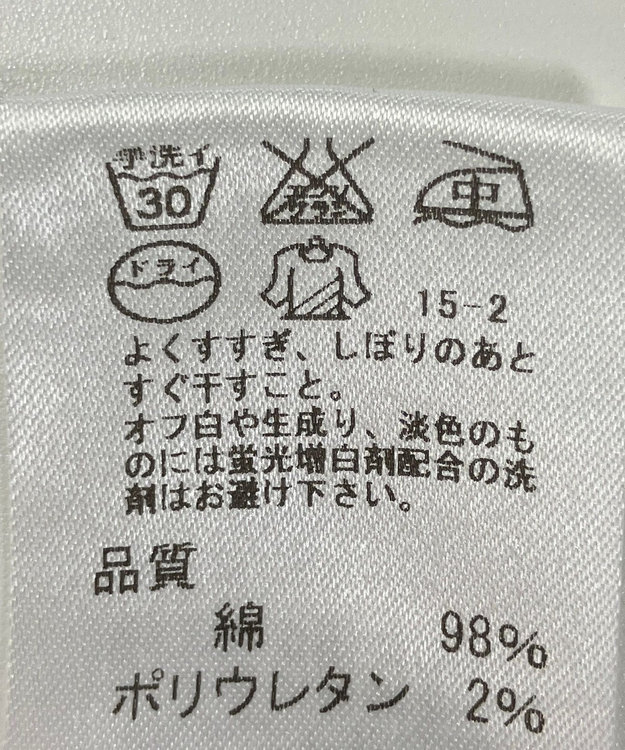 手洗イ
30
エンソ
サラシ
中
ドライ
15-2
よくすすぎ、しぼりのあと
すぐ干すこと。
オフ白や生成り、淡色のも
のには蛍光増白剤配合の洗
剤はお避け下さい。
品質
綿 98%
ポリウレタン 2%